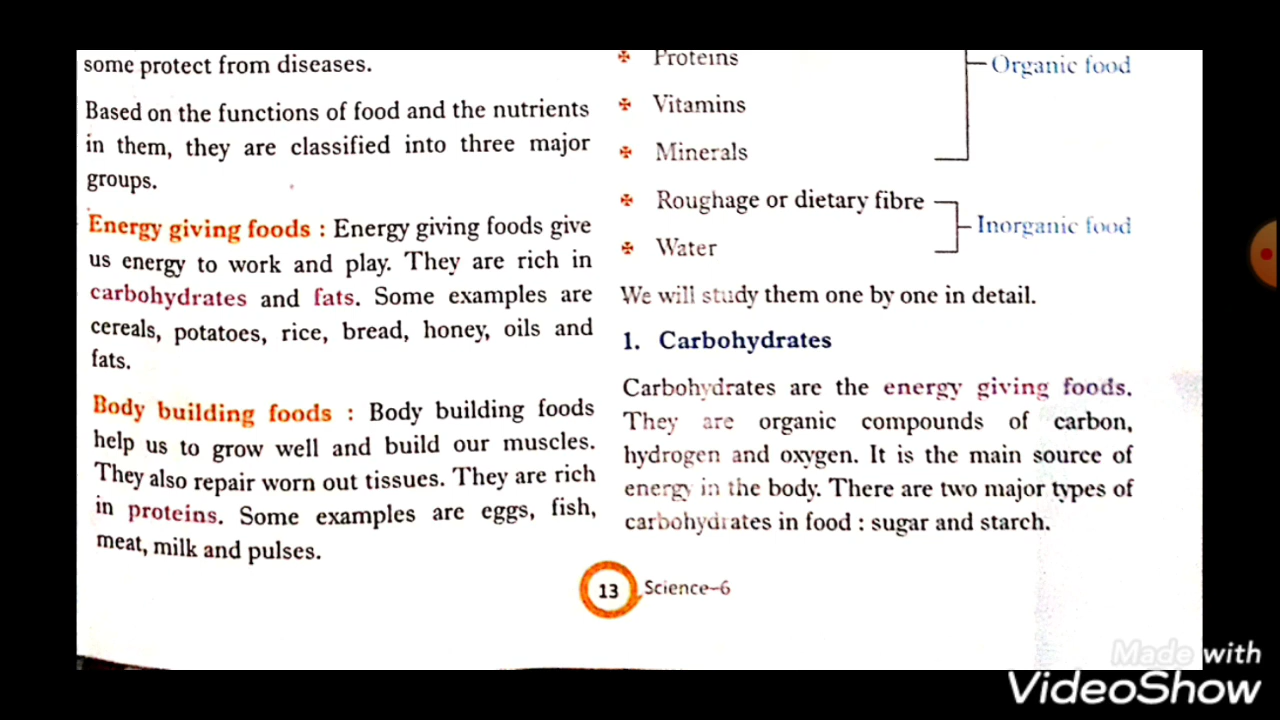 some protect from diseases.
Based on the functions of food and the nutrients
in them, they are classified into three major
groups.
Energy giving foods : Energy giving foods give
us energy to work and play. They are rich in
carbohydrates and fats. Some examples are
cereals, potatoes, rice, bread, honey, oils and
fats.
Body building foods : Body building foods
help us to grow well and build our muscles.
They also repair worn out tissues. They are rich
in proteins. Some examples are eggs, fish,
meat, milk and pulses.
Proteins
Vitamins
Minerals
Organic food
Roughage or dietary fibre
Water
Inorganic food
We will study them one by one in detail.
1. Carbohydrates
Carbohydrates are the energy giving foods.
They are organic compounds of carbon,
hydrogen and oxygen. It is the main source of
energy in the body. There are two major types of
carbohydrates in food : sugar and starch.
13 Science-6
Made with
VideoShow